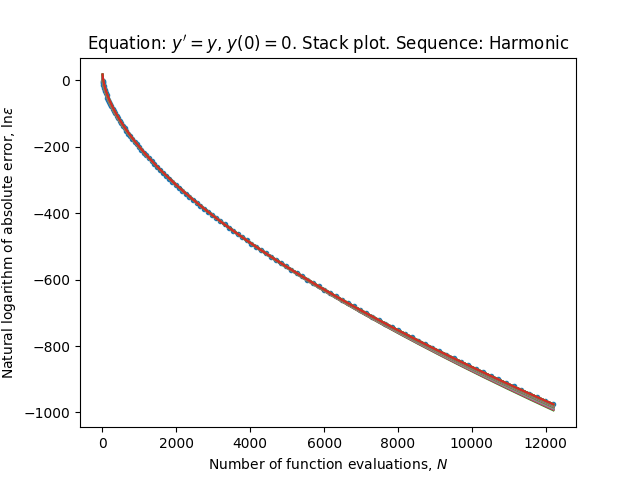 Equation: y′ = y, y(0) = 0. Stack plot. Sequence: Harmonic
Natural logarithm of absolute error, lnε
0
−200
−400
−600
−800
−1000
0 2000 4000 6000 8000 10000 12000
Number of function evaluations, N